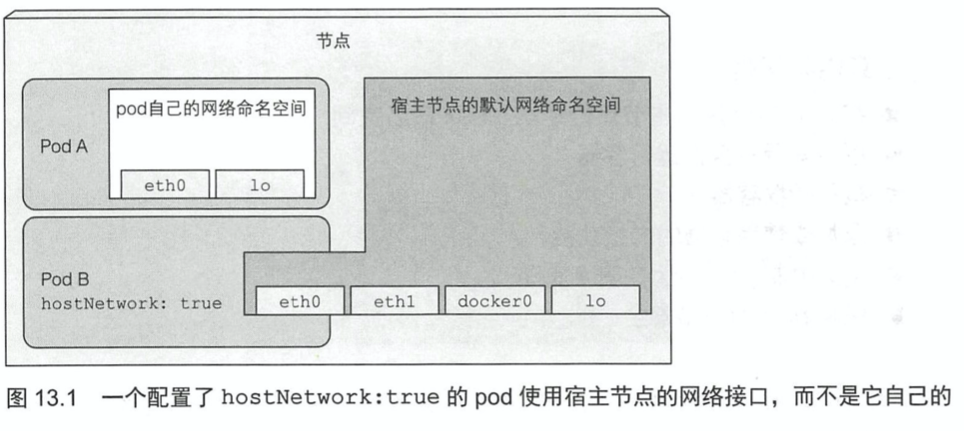 节点
pod自己的网络命名空间
Pod A
eth0
lo
宿主节点的默认网络命名空间
Pod B
hostNetwork: true
eth0
eth1
docker0
lo
图 13.1 一个配置了 hostNetwork:true 的 pod 使用宿主节点的网络接口，而不是它自己的